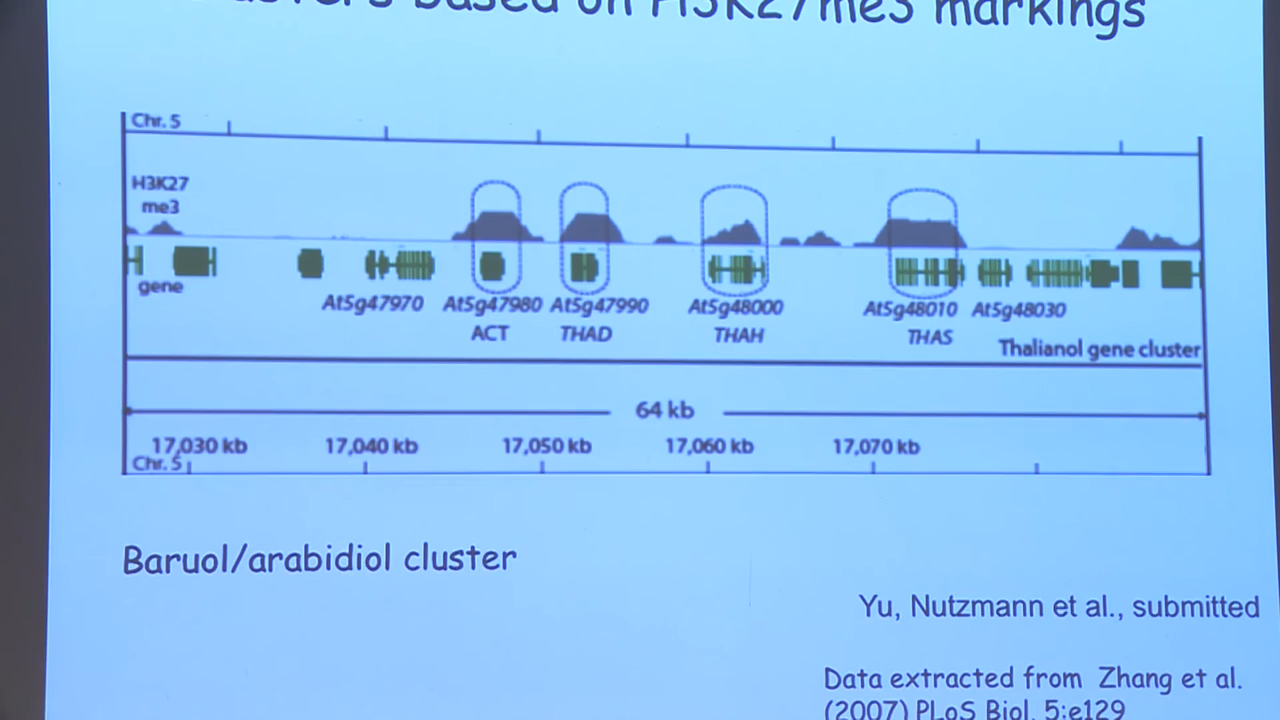 based on H3K27me3 markings
Chr. 5
H3K27
me3
gene
At5g47970 At5g47980 At5g47990 At5g48000 At5g48010 At5g48030
ACT THAD THAH THAS
Thalianol gene cluster
64 kb
17,030 kb 17,040 kb 17,050 kb 17,060 kb 17,070 kb
Chr. 5
Baruol/arabidiol cluster
Yu, Nutzmann et al., submitted
Data extracted from Zhang et al.
(2007) PLoS Biol. 5:e129